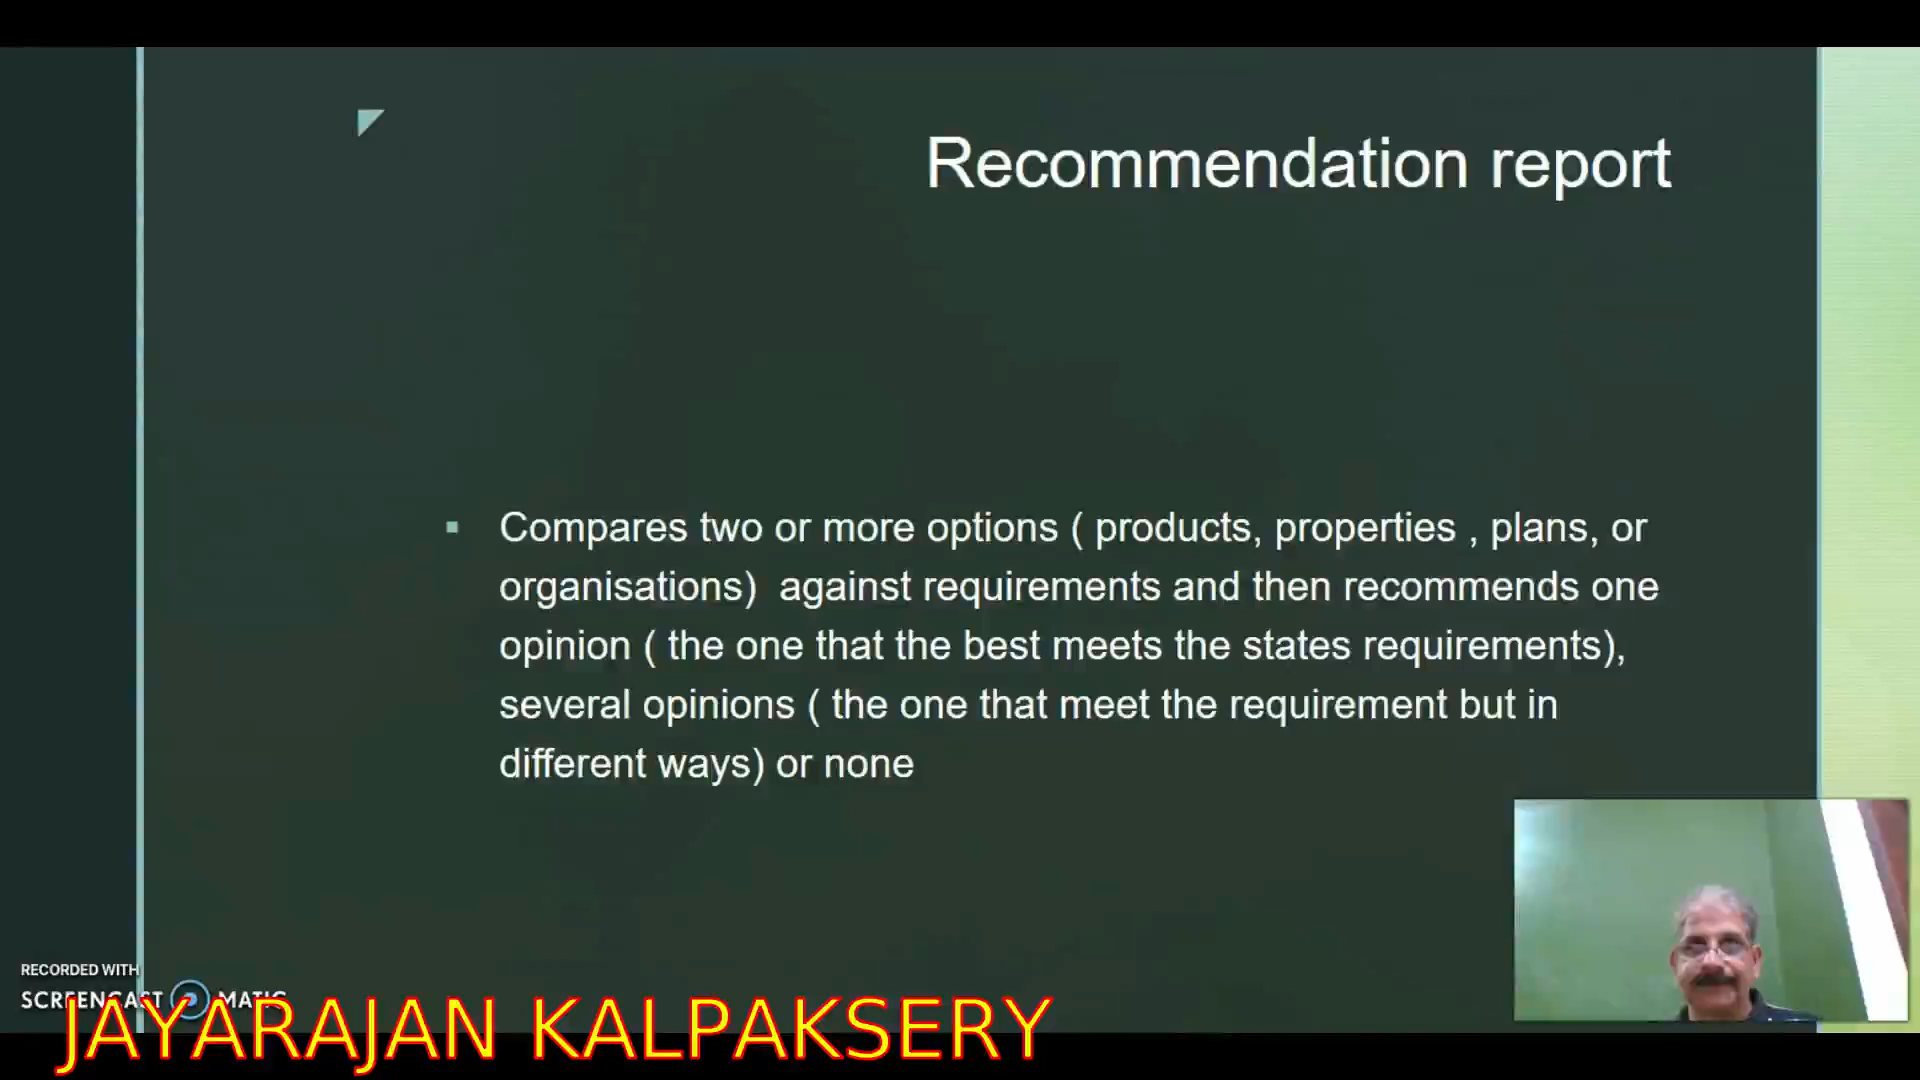 Recommendation report
Compares two or more options ( products, properties , plans, or
organisations)  against requirements and then recommends one
opinion ( the one that the best meets the states requirements),
several opinions ( the one that meet the requirement but in
different ways) or none
RECORDED WITH
SCREENCAST MATIC
JAYARAJAN KALPAKSERY